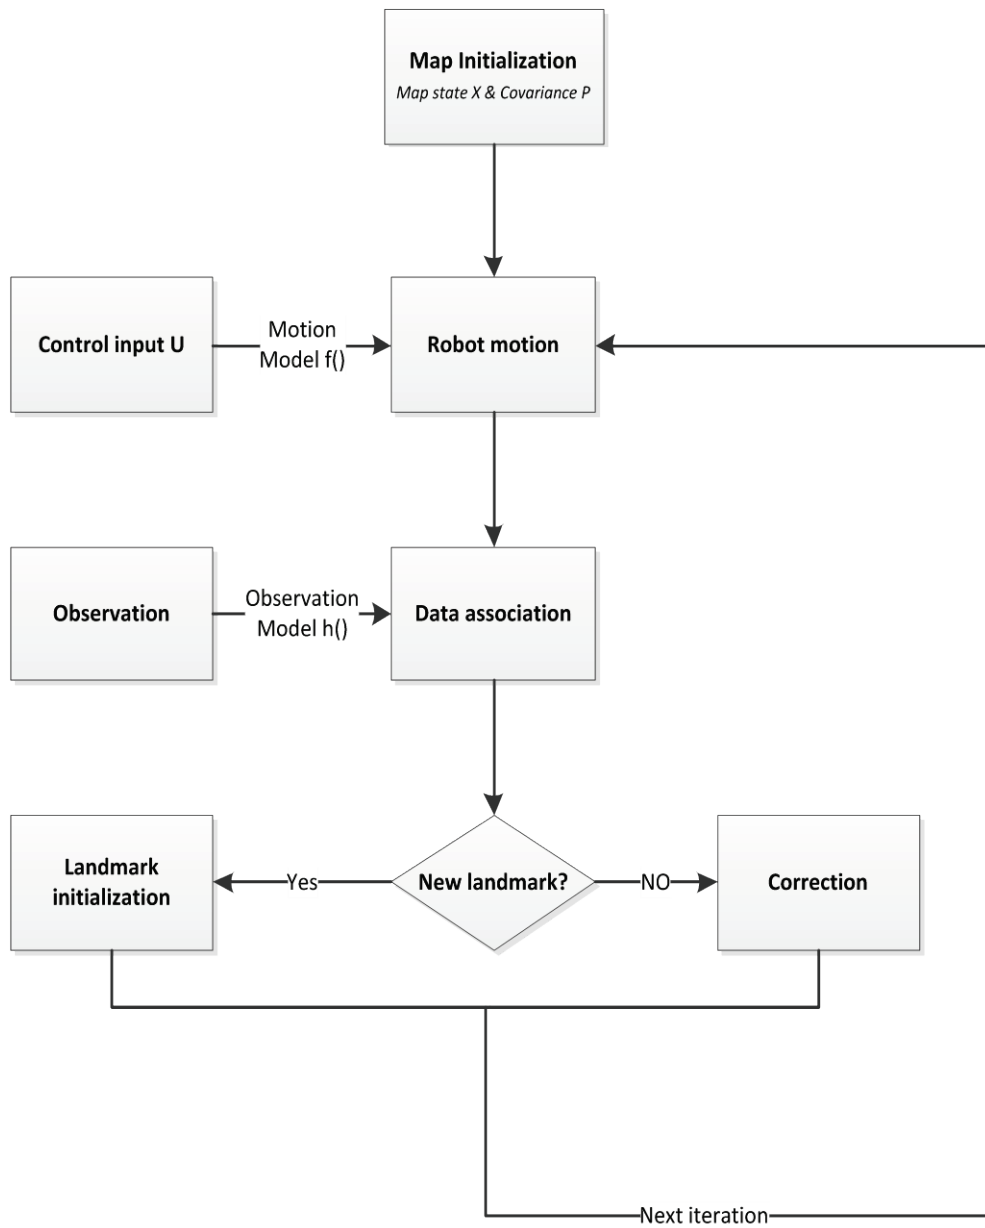 Map Initialization
Map state X & Covariance P
Control input U
Motion
Model f()
Robot motion
Observation
Observation
Model h()
Data association
Landmark
initialization
Yes
New landmark?
NO
Correction
Next iteration